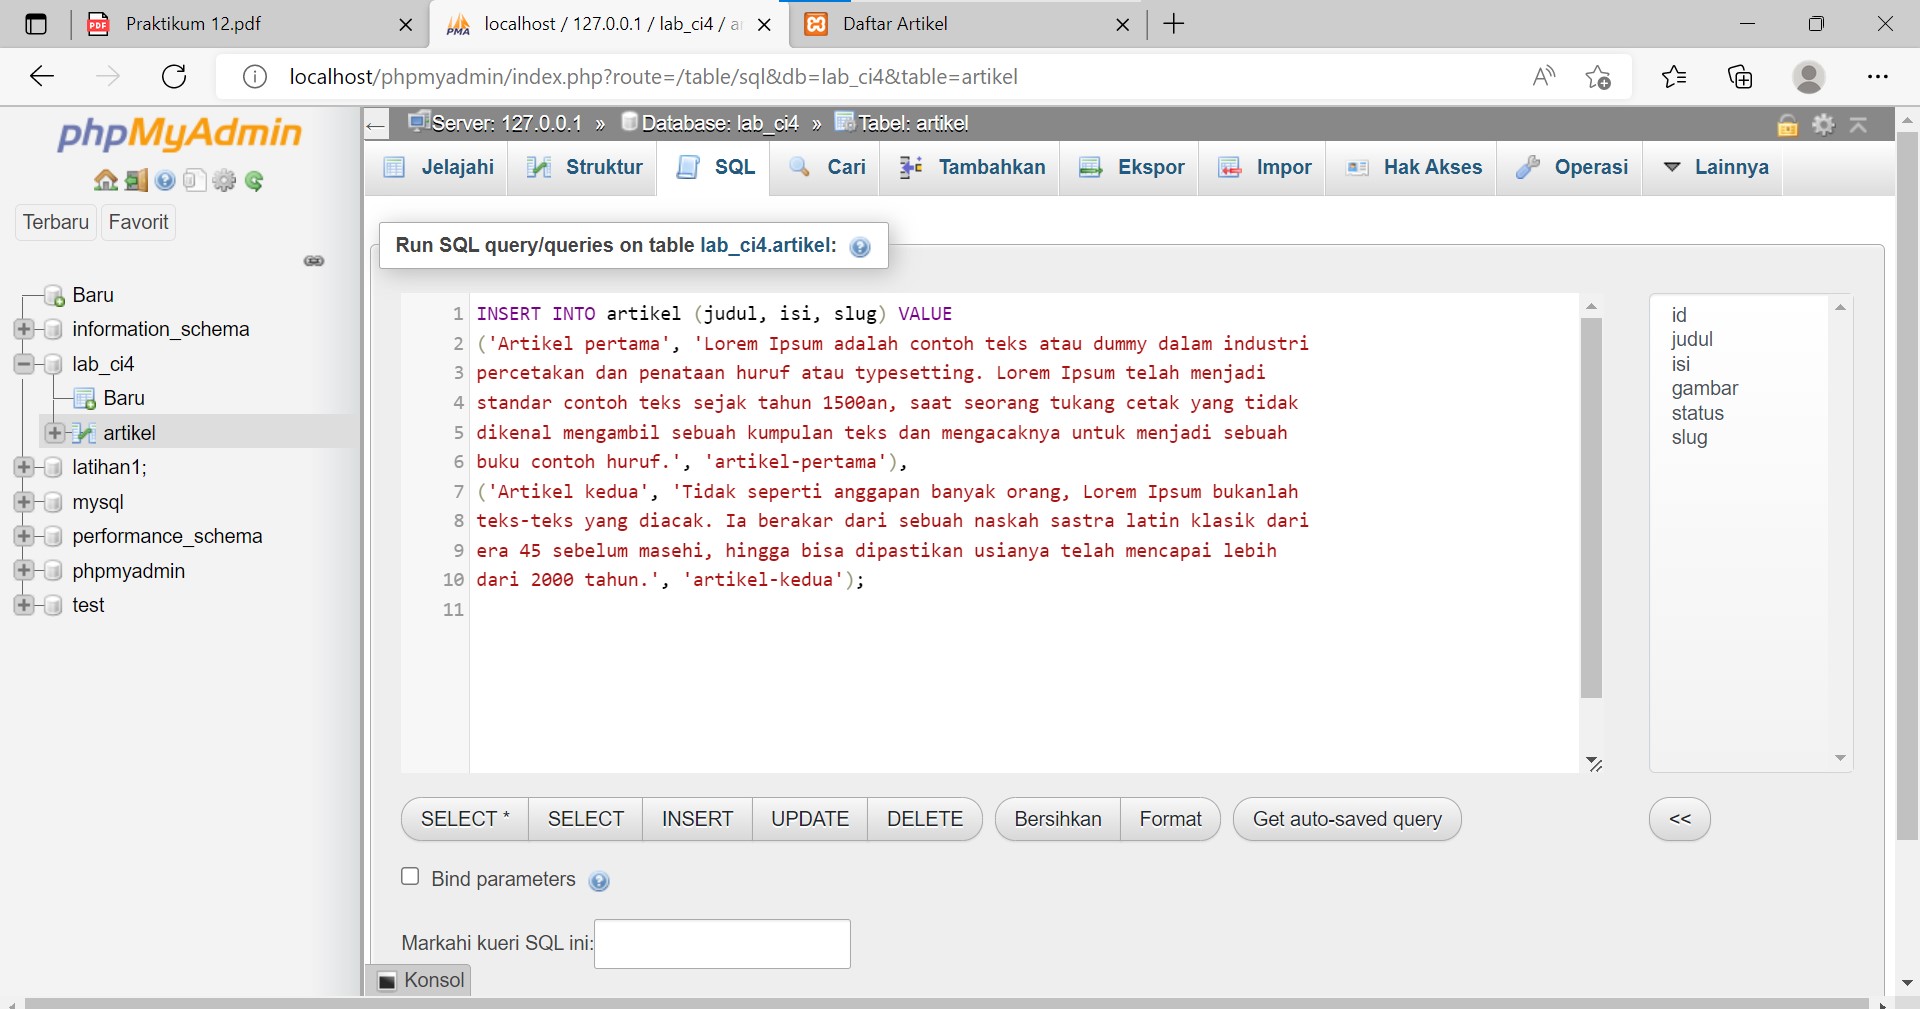 Praktikum 12.pdf
localhost / 127.0.0.1 / lab_ci4 / a
Daftar Artikel
localhost/phpmyadmin/index.php?route=/table/sql&db=lab_ci4&table=artikel
phpMyAdmin
Terbaru Favorit
Baru
information_schema
lab_ci4
Baru
artikel
latihan1;
mysql
performance_schema
phpmyadmin
test
Server: 127.0.0.1 » Database: lab_ci4 » Tabel: artikel
Jelajahi Struktur SQL Cari Tambahkan Ekspor Impor Hak Akses Operasi Lainnya
Run SQL query/queries on table lab_ci4.artikel:
1 INSERT INTO artikel (judul, isi, slug) VALUE
2 ('Artikel pertama', 'Lorem Ipsum adalah contoh teks atau dummy dalam industri
3 percetakan dan penataan huruf atau typesetting. Lorem Ipsum telah menjadi
4 standar contoh teks sejak tahun 1500an, saat seorang tukang cetak yang tidak
5 dikenal mengambil sebuah kumpulan teks dan mengacaknya untuk menjadi sebuah
6 buku contoh huruf.', 'artikel-pertama'),
7 ('Artikel kedua', 'Tidak seperti anggapan banyak orang, Lorem Ipsum bukanlah
8 teks-teks yang diacak. Ia berakar dari sebuah naskah sastra latin klasik dari
9 era 45 sebelum masehi, hingga bisa dipastikan usianya telah mencapai lebih
10 dari 2000 tahun.', 'artikel-kedua');
11
id
judul
isi
gambar
status
slug
SELECT * SELECT INSERT UPDATE DELETE Bersihkan Format Get auto-saved query <<
Bind parameters
Markahi kueri SQL ini:
Konsol